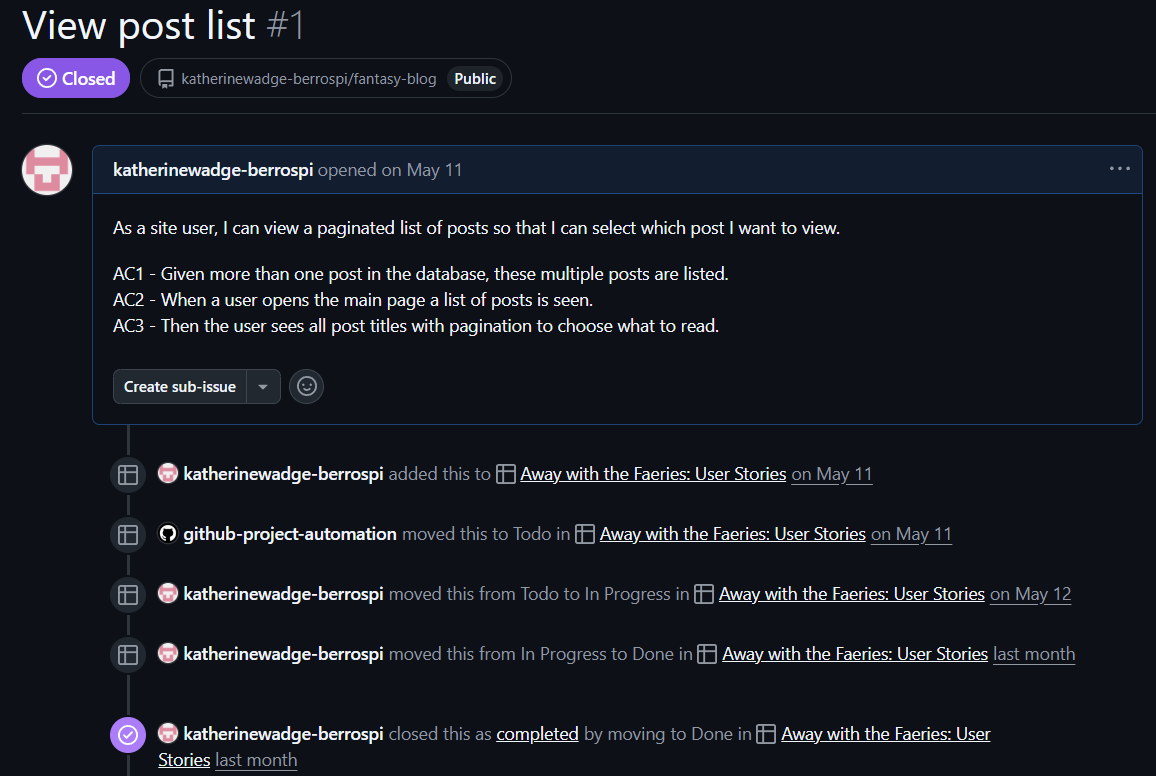 View post list #1
Closed katherinewadge-berrospi/fantasy-blog Public
katherinewadge-berrospi opened on May 11
As a site user, I can view a paginated list of posts so that I can select which post I want to view.
AC1 - Given more than one post in the database, these multiple posts are listed.
AC2 - When a user opens the main page a list of posts is seen.
AC3 - Then the user sees all post titles with pagination to choose what to read.
Create sub-issue
katherinewadge-berrospi added this to Away with the Faeries: User Stories on May 11
github-project-automation moved this to Todo in Away with the Faeries: User Stories on May 11
katherinewadge-berrospi moved this from Todo to In Progress in Away with the Faeries: User Stories on May 12
katherinewadge-berrospi moved this from In Progress to Done in Away with the Faeries: User Stories last month
katherinewadge-berrospi closed this as completed by moving to Done in Away with the Faeries: User
Stories last month